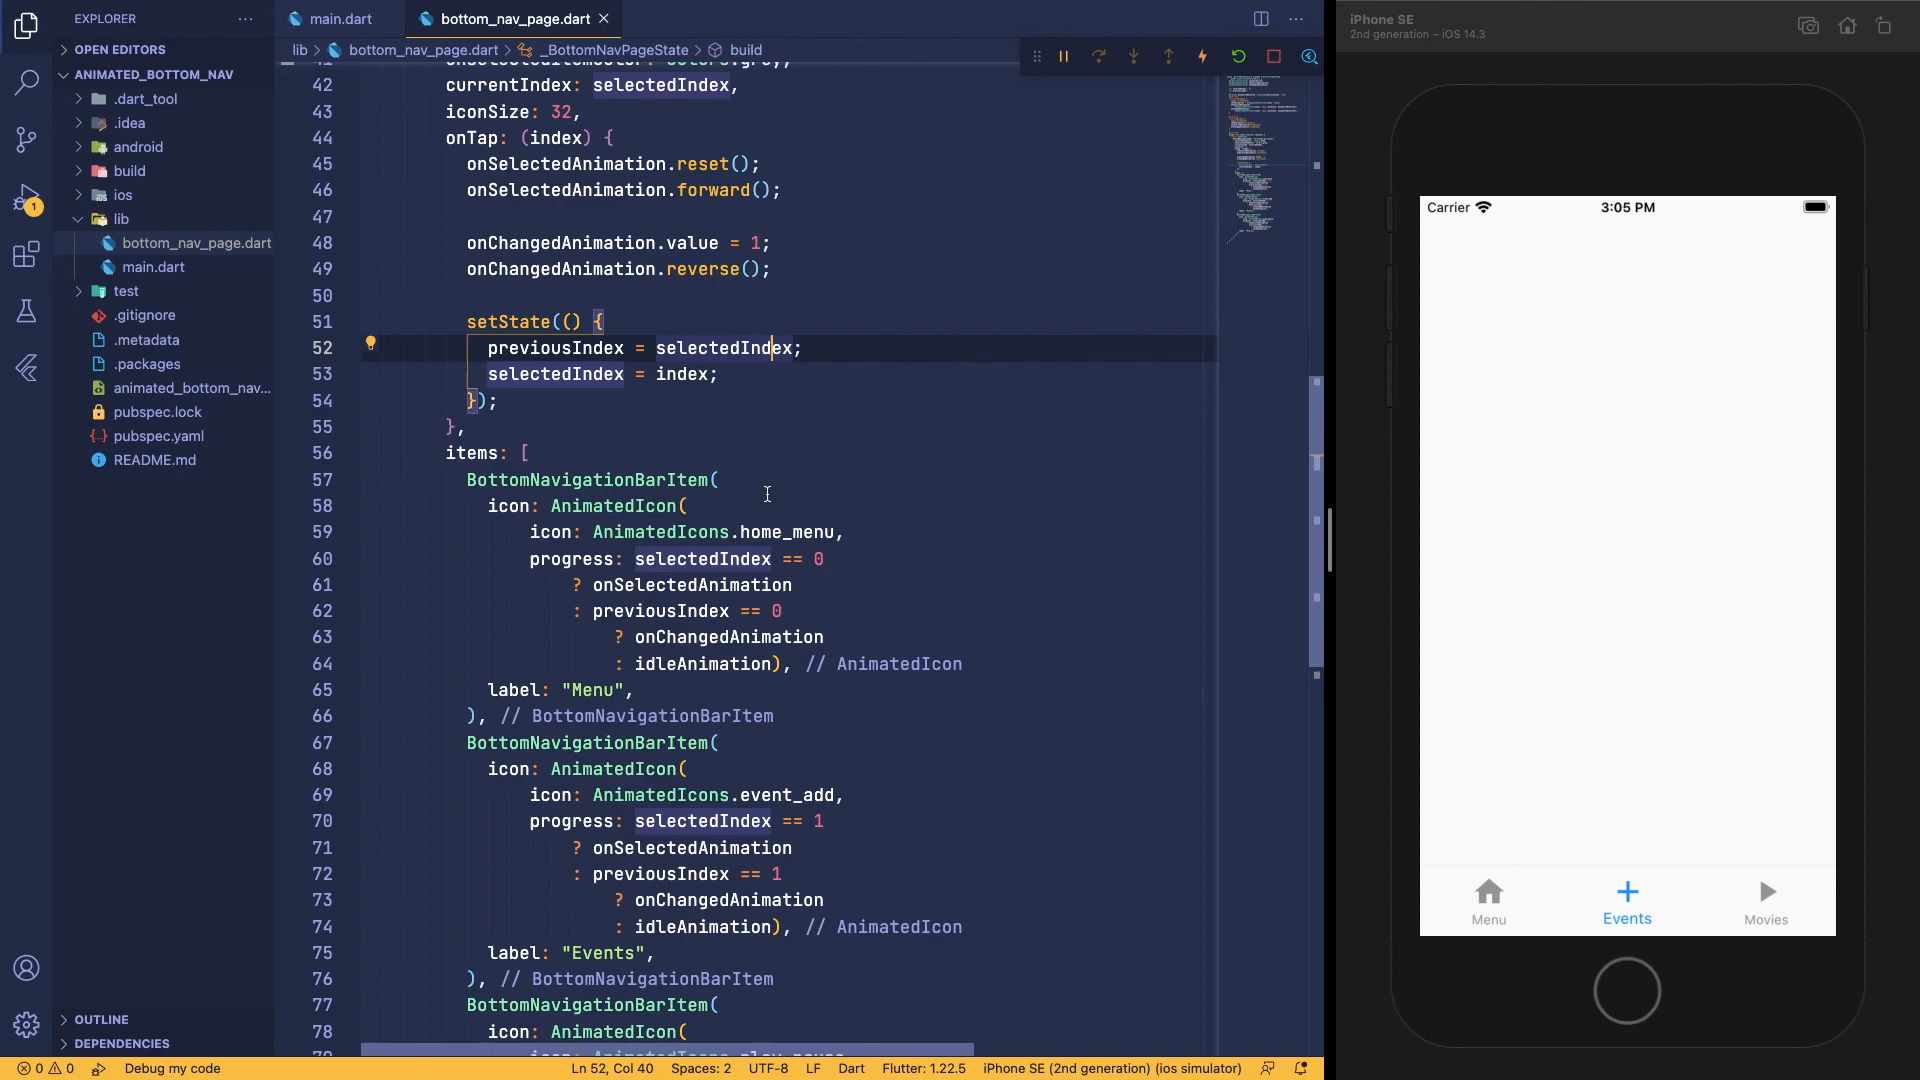 EXPLORER
OPEN EDITORS
ANIMATED_BOTTOM_NAV
.dart_tool
.idea
android
build
ios
lib
bottom_nav_page.dart
main.dart
test
.gitignore
.metadata
.packages
animated_bottom_nav...
pubspec.lock
pubspec.yaml
README.md
OUTLINE
DEPENDENCIES
1
main.dart
bottom_nav_page.dart
lib > bottom_nav_page.dart > _BottomNavPageState > build
42 currentIndex: selectedIndex,
43 iconSize: 32,
44 onTap: (index) {
45 onSelectedAnimation.reset();
46 onSelectedAnimation.forward();
47
48 onChangedAnimation.value = 1;
49 onChangedAnimation.reverse();
50
51 setState(() {
52 previousIndex = selectedIndex;
53 selectedIndex = index;
54 });
55 },
56 items: [
57 BottomNavigationBarItem(
58 icon: AnimatedIcon(
59 icon: AnimatedIcons.home_menu,
60 progress: selectedIndex == 0
61 ? onSelectedAnimation
62 : previousIndex == 0
63 ? onChangedAnimation
64 : idleAnimation), // AnimatedIcon
65 label: "Menu",
66 ), // BottomNavigationBarItem
67 BottomNavigationBarItem(
68 icon: AnimatedIcon(
69 icon: AnimatedIcons.event_add,
70 progress: selectedIndex == 1
71 ? onSelectedAnimation
72 : previousIndex == 1
73 ? onChangedAnimation
74 : idleAnimation), // AnimatedIcon
75 label: "Events",
76 ), // BottomNavigationBarItem
77 BottomNavigationBarItem(
78 icon: AnimatedIcon(
0 0 Debug my code
Ln 52, Col 40 Spaces: 2 UTF-8 LF Dart Flutter: 1.22.5 iPhone SE (2nd generation) (ios simulator)
iPhone SE
2nd generation – iOS 14.3
Carrier 3:05 PM
Menu Events Movies